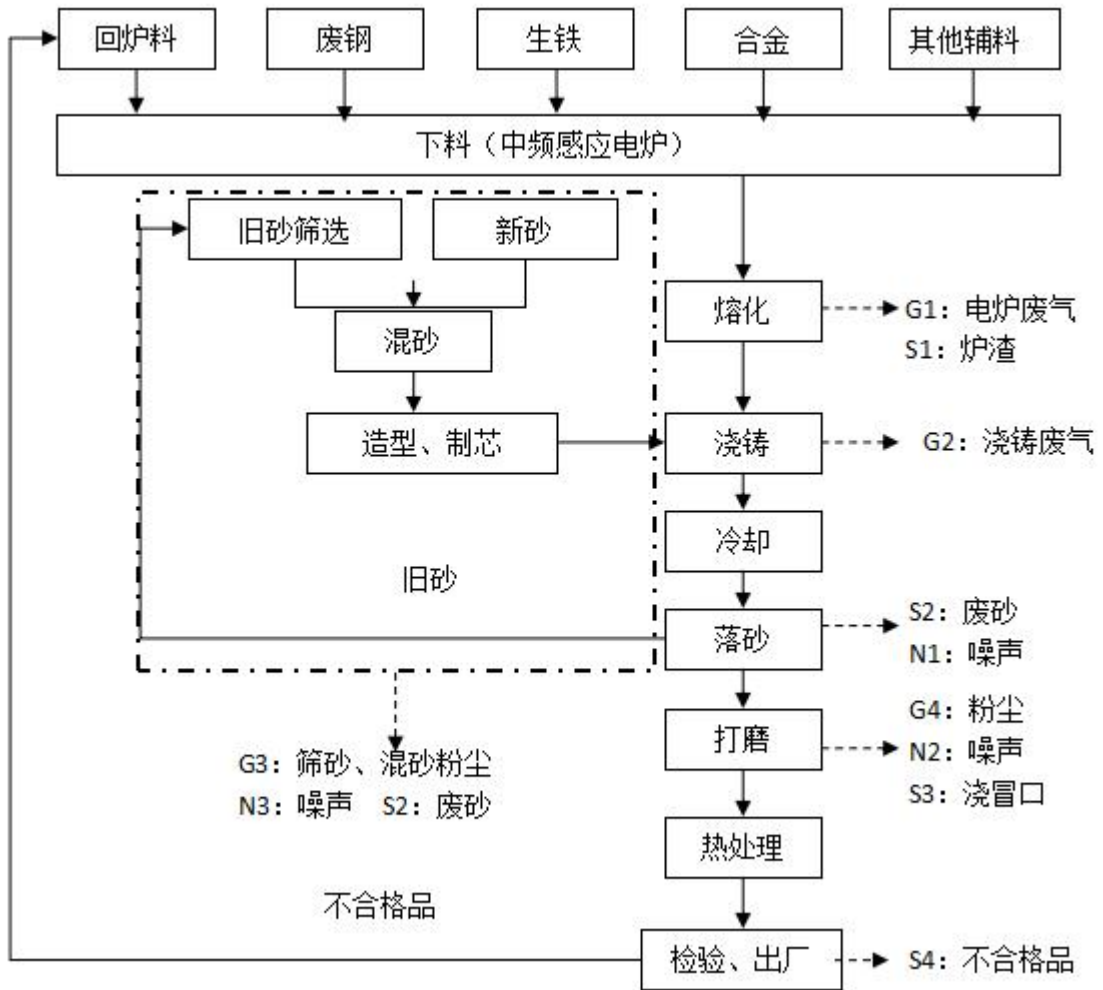 回炉料
废钢
生铁
合金
其他辅料
下料（中频感应电炉）
旧砂筛选
新砂
混砂
造型、制芯
旧砂
熔化
G1：电炉废气
S1：炉渣
浇铸
G2：浇铸废气
冷却
落砂
S2：废砂
N1：噪声
打磨
G4：粉尘
N2：噪声
S3：浇冒口
G3：筛砂、混砂粉尘
N3：噪声 S2：废砂
热处理
不合格品
检验、出厂
S4：不合格品